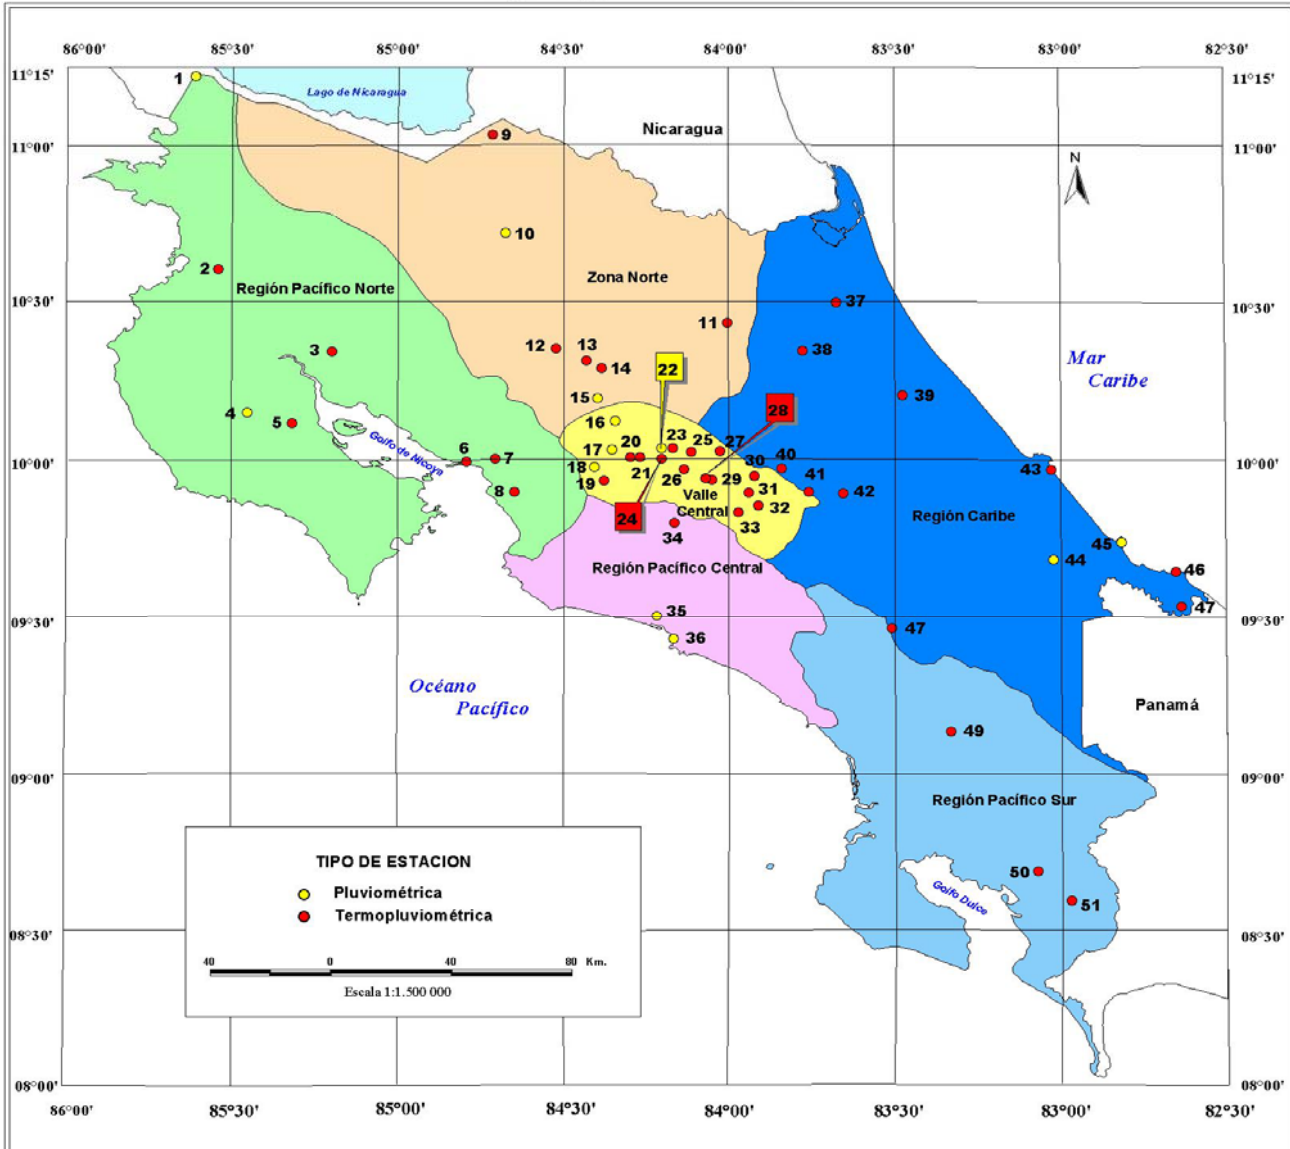 86°00' 85°30' 85°00' 84°30' 84°00' 83°30' 83°00' 82°30'
11°15' 11°15'
1
Lago de Nicaragua
Nicaragua
9
11°00' 11°00'
N
10
2
Zona Norte
Región Pacífico Norte
10°30' 37 10°30'
11
12 13 38
3
14
Mar
Caribe
22
15
39
28
4
16
5
23 25 27
20
17
Golfo de Nicoya
6 7 10°00' 18 21 26 29 30 40 43 10°00'
19
8
31 41 42
Valle
Central
32
33
24
34
Región Caribe
45
44
Región Pacífico Central
46
35
47
09°30' 47 09°30'
36
Océano
Pacífico
Panamá
49
09°00' 09°00'
Región Pacífico Sur
TIPO DE ESTACION
Pluviométrica
Termopluviométrica
50
Golfo Dulce
51
08°30' 08°30'
40 0 40 80 Km.
Escala 1:1.500 000
08°00' 08°00'
86°00' 85°30' 85°00' 84°30' 84°00' 83°30' 83°00' 82°30'